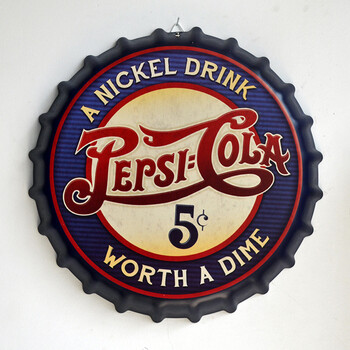 A NICKEL DRINK
PEPSI=COLA
5¢
WORTH A DIME